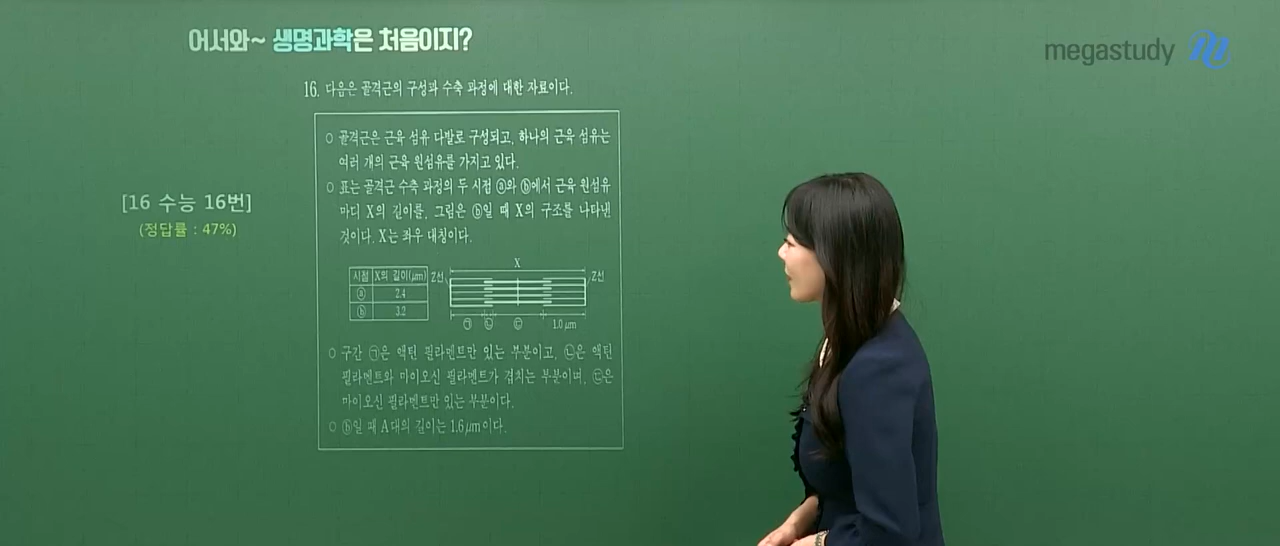 어서와~ 생명과학은 처음이지?
megastudy
16. 다음은 골격근의 구성과 수축 과정에 대한 자료이다.
○ 골격근은 근육 섬유 다발로 구성되고, 하나의 근육 섬유는
여러 개의 근육 원섬유를 가지고 있다.
○ 표는 골격근 수축 과정의 두 시점 ⓐ와 ⓑ에서 근육 원섬유
마디 X의 길이를, 그림은 ⓑ일 때 X의 구조를 나타낸
것이다. X는 좌우 대칭이다.
[16 수능 16번]
(정답률 : 47%)
시점 X의 길이(μm)
ⓐ 2.4
ⓑ 3.2
X
Z선 Z선
㉠ ㉡ ㉢ 1.0 μm
○ 구간 ㉠은 액틴 필라멘트만 있는 부분이고, ㉡은 액틴
필라멘트와 마이오신 필라멘트가 겹치는 부분이며, ㉢은
마이오신 필라멘트만 있는 부분이다.
○ ⓑ일 때 A대의 길이는 1.6μm이다.